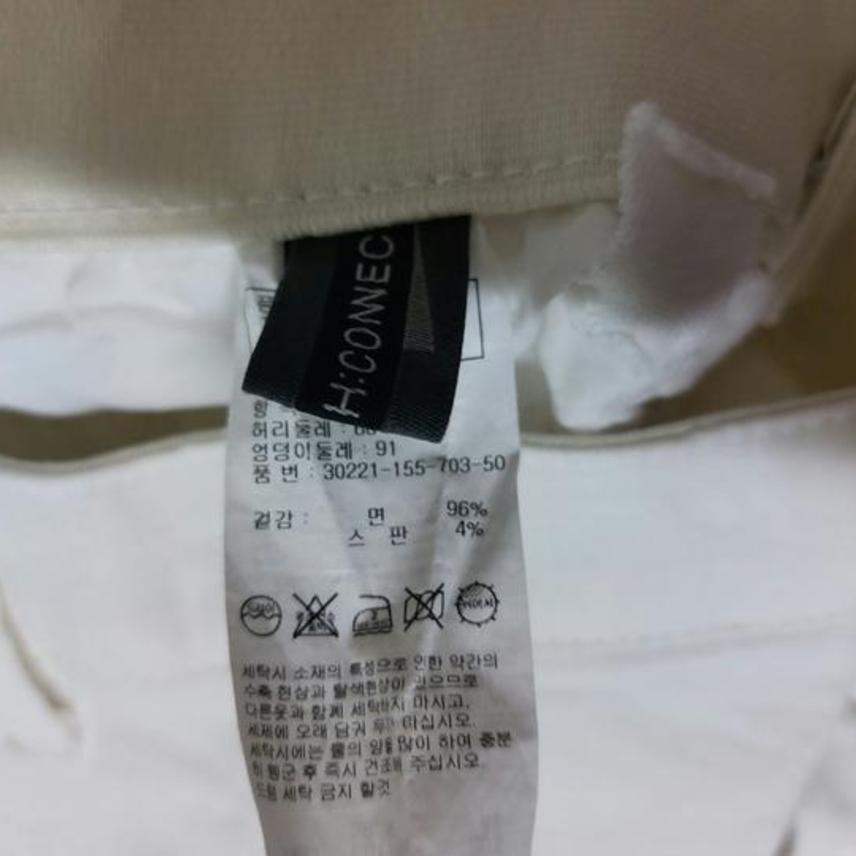 H:CONNEC
허리둘레 :
엉덩이둘레 : 91
품 번 : 30221-155-703-50
겉감 : 면 96%
스 판 4%
세탁시 소재의 특성으로 인한 약간의
수축 현상과 탈색현상이 있으므로
다른옷과 함께 세탁하지 마시고,
세제에 오래 담궈 두지 마십시오.
세탁시에는 물의 양을 많이 하여 충분
히 헹군 후 즉시 건조해 주십시오.
세탁 금지 할것